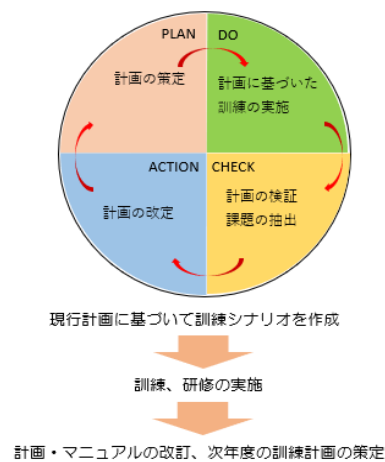 PLAN
計画の策定
DO
計画に基づいた
訓練の実施
ACTION
計画の改定
CHECK
計画の検証
課題の抽出
現行計画に基づいて訓練シナリオを作成
訓練、研修の実施
計画・マニュアルの改訂、次年度の訓練計画の策定